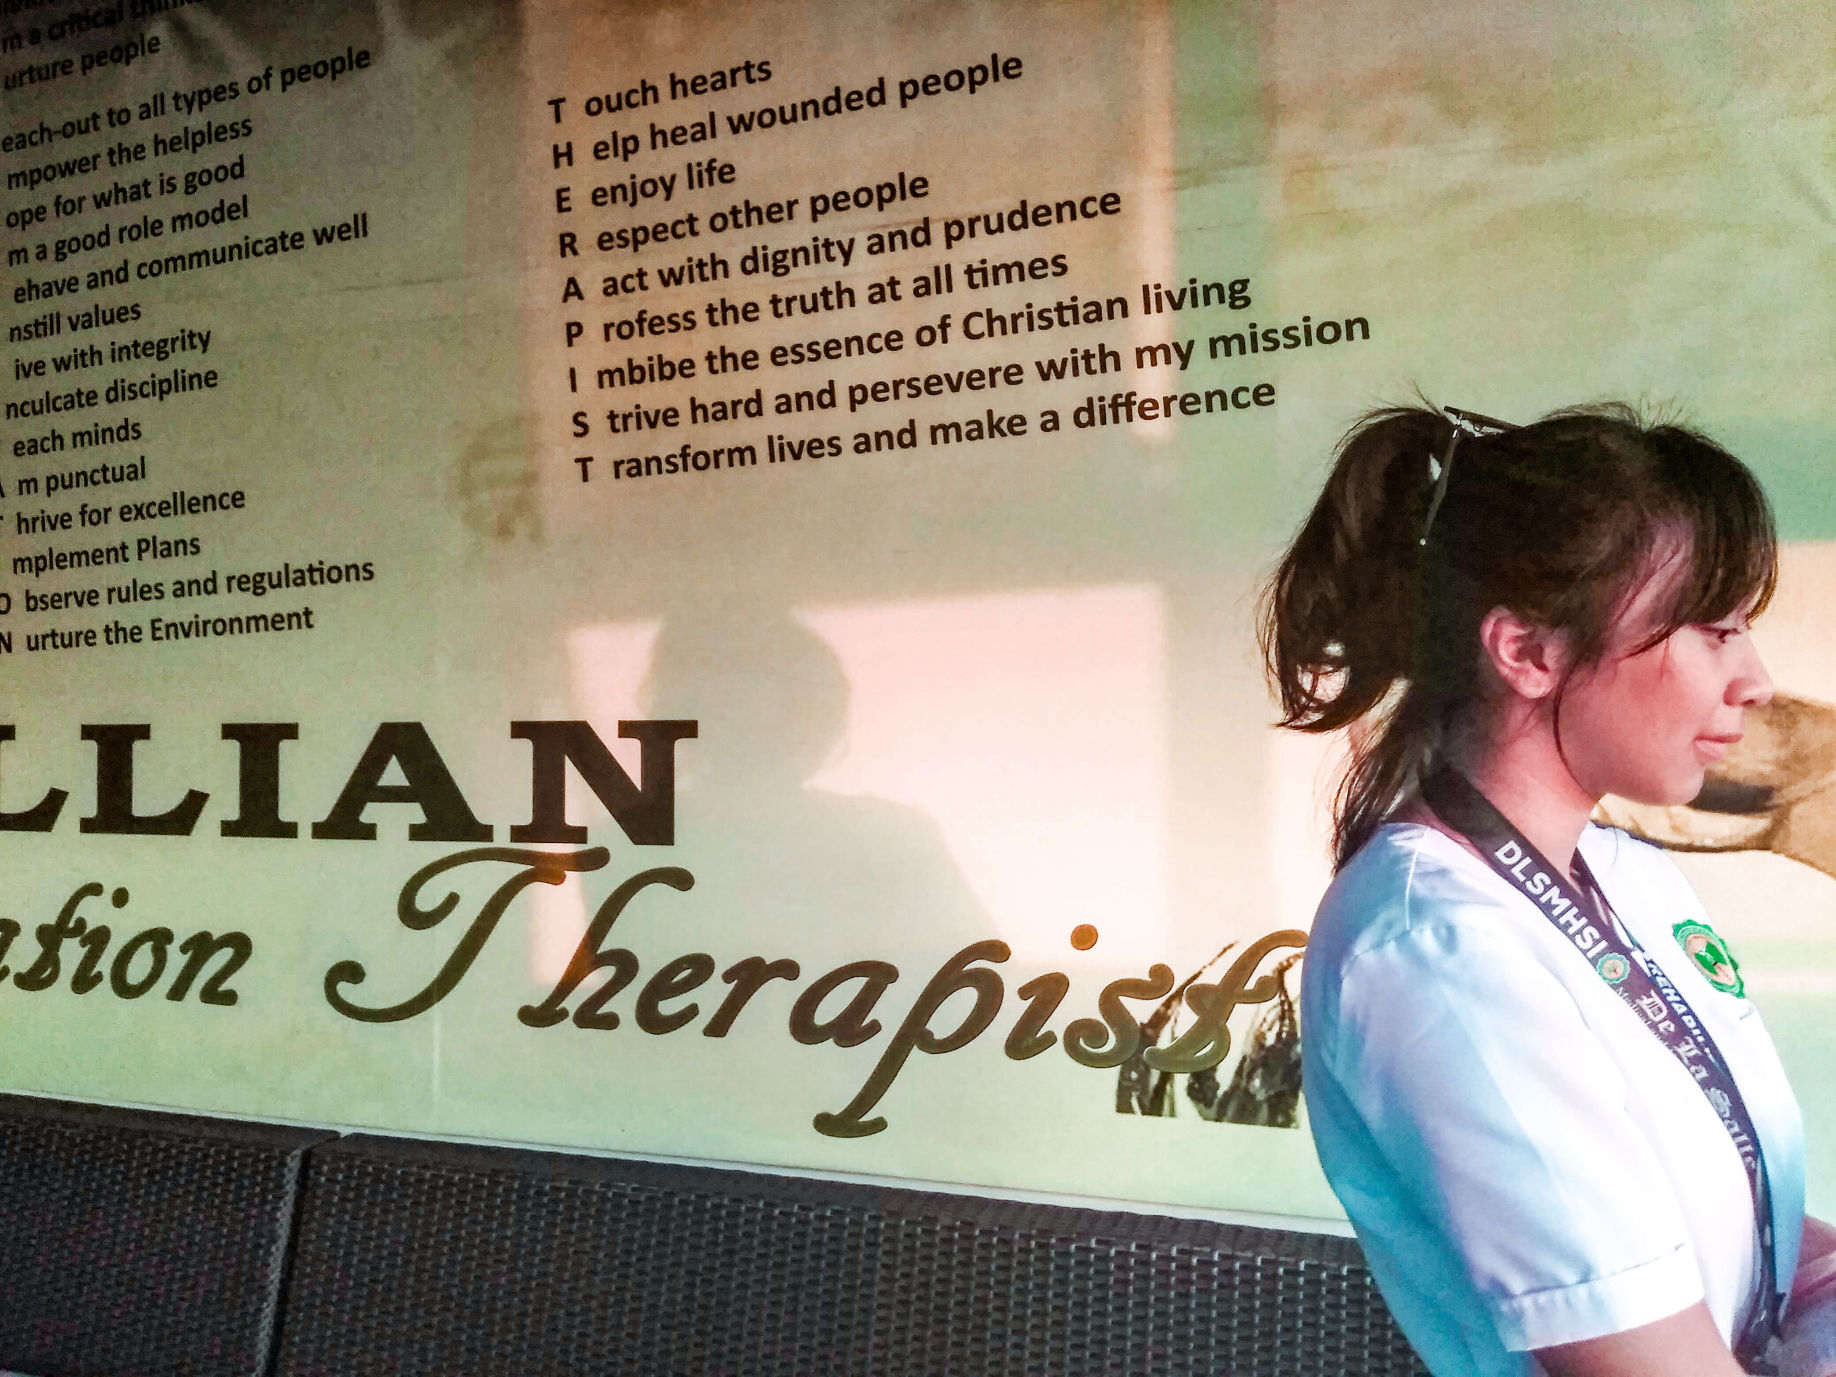 m a critical
urture people
each-out to all types of people
mpower the helpless
ope for what is good
m a good role model
ehave and communicate well
nstill values
ive with integrity
nculcate discipline
each minds
m punctual
hrive for excellence
mplement Plans
O bserve rules and regulations
N urture the Environment
T ouch hearts
H elp heal wounded people
E enjoy life
R espect other people
A act with dignity and prudence
P rofess the truth at all times
I mbibe the essence of Christian living
S trive hard and persevere with my mission
T ransform lives and make a difference
LLIAN
ation Therapist
DLSMHSI
De La Salle